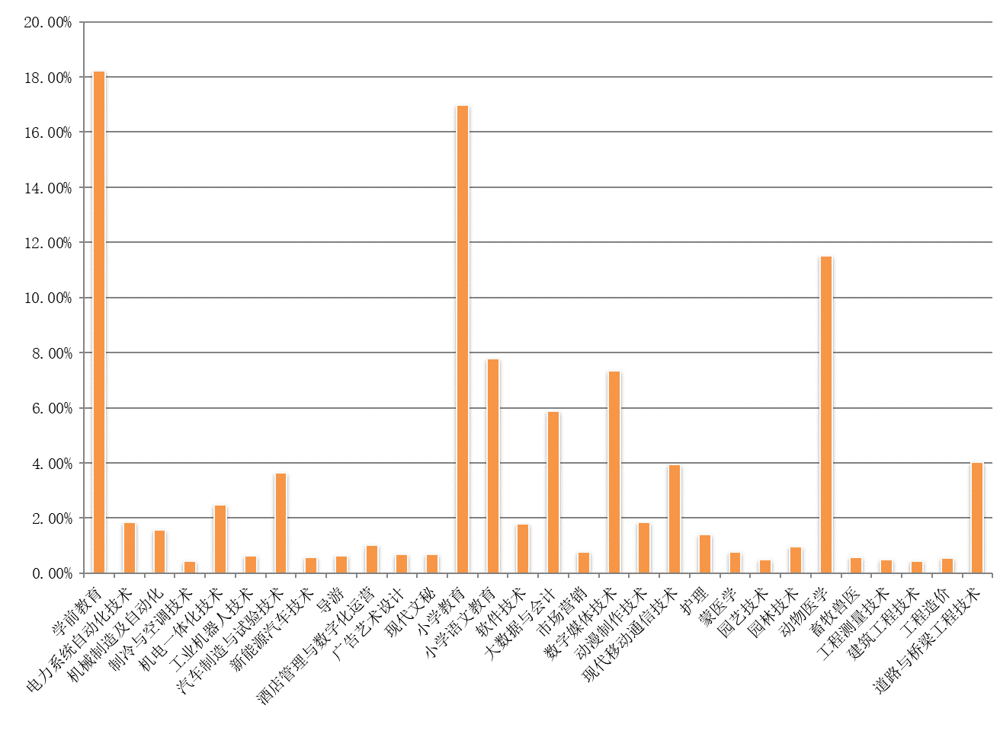 20.00%
18.00%
16.00%
14.00%
12.00%
10.00%
8.00%
6.00%
4.00%
2.00%
0.00%
学前教育
电力系统自动化技术
机械制造及自动化
制冷与空调技术
机电一体化技术
工业机器人技术
汽车制造与试验技术
新能源汽车技术
导游
酒店管理与数字化运营
广告艺术设计
现代文秘
小学教育
小学语文教育
软件技术
大数据与会计
市场营销
数字媒体技术
动漫制作技术
现代移动通信技术
护理
蒙医学
园艺技术
园林技术
动物医学
畜牧兽医
工程测量技术
建筑工程技术
工程造价
道路与桥梁工程技术